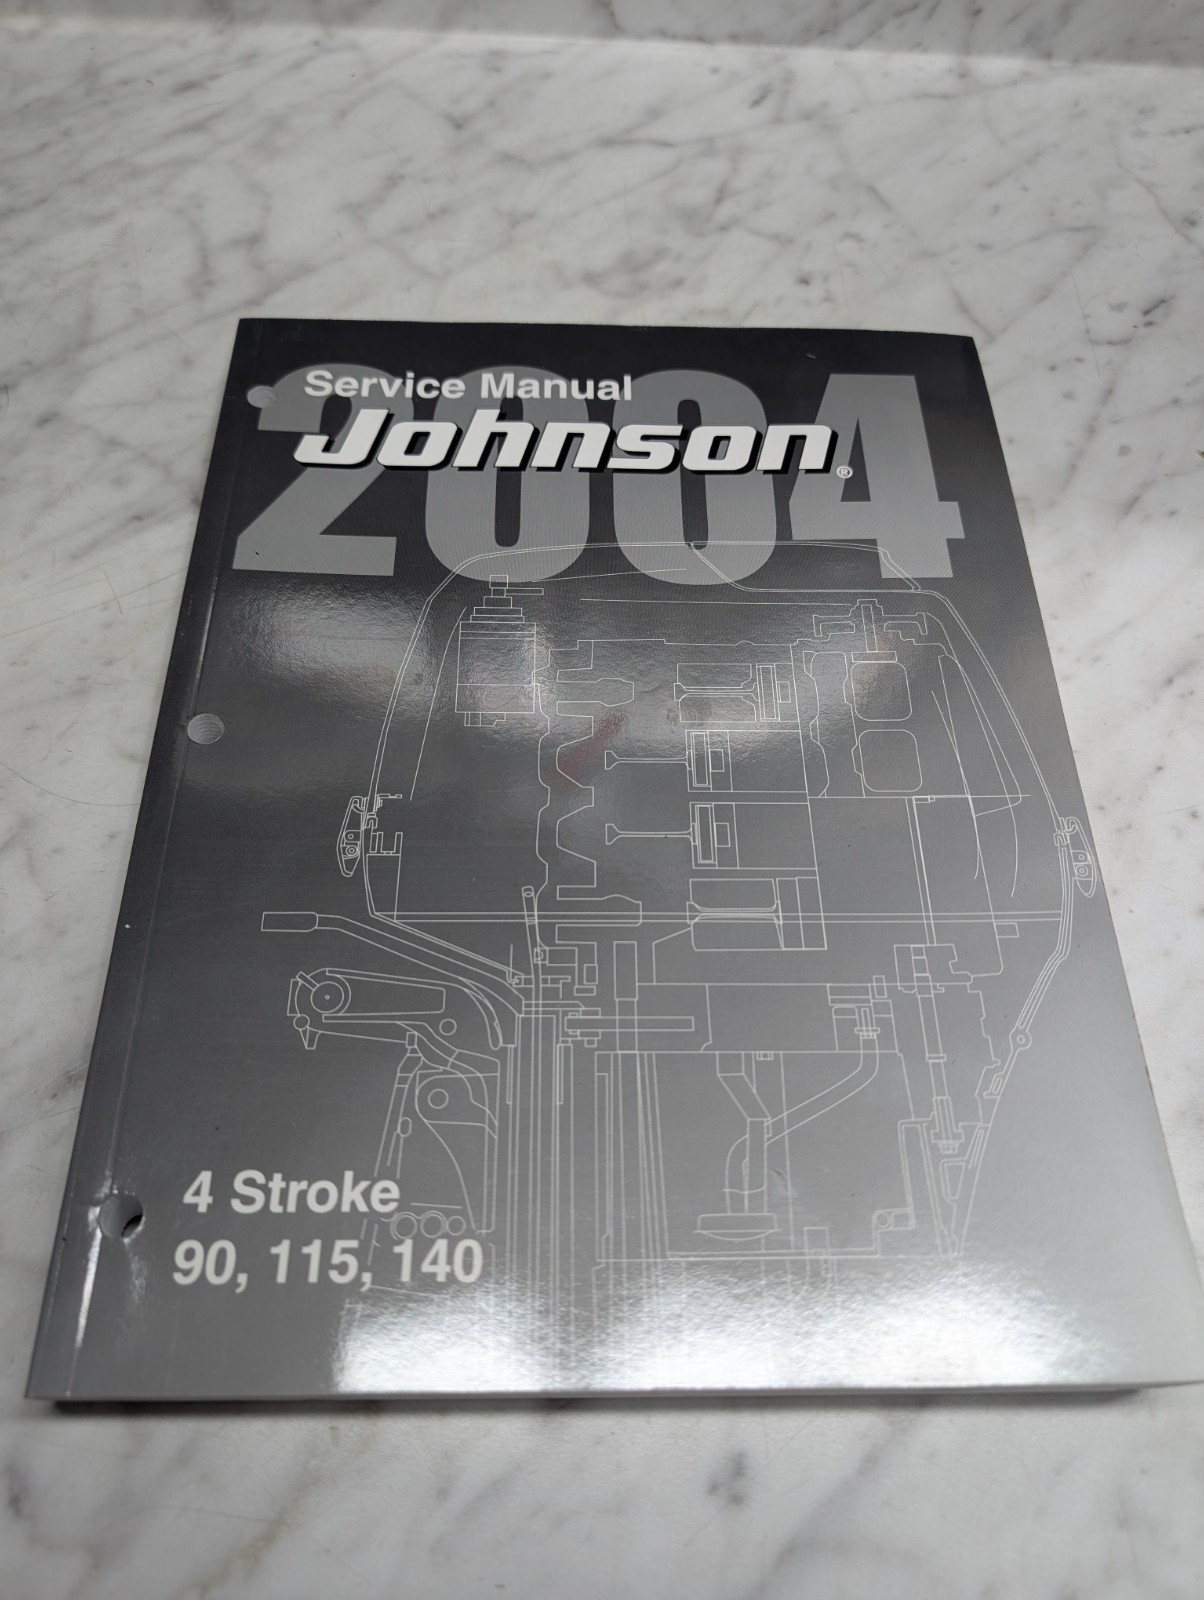 2004
Service Manual
Johnson®
4 Stroke
90, 115, 140